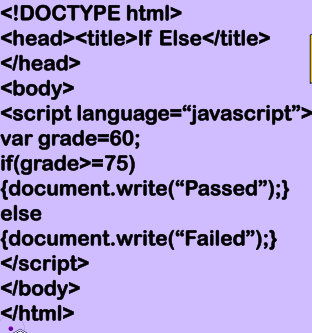 <!DOCTYPE html>
<head><title>If Else</title>
</head>
<body>
<script language=“javascript”>
var grade=60;
if(grade>=75)
{document.write(“Passed”);}
else
{document.write(“Failed”);}
</script>
</body>
</html>